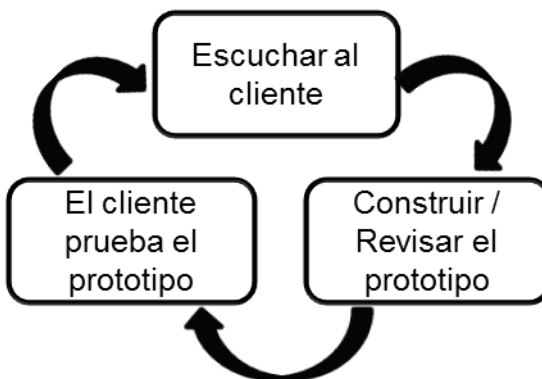 Escuchar al
cliente
El cliente
prueba el
prototipo
Construir /
Revisar el
prototipo